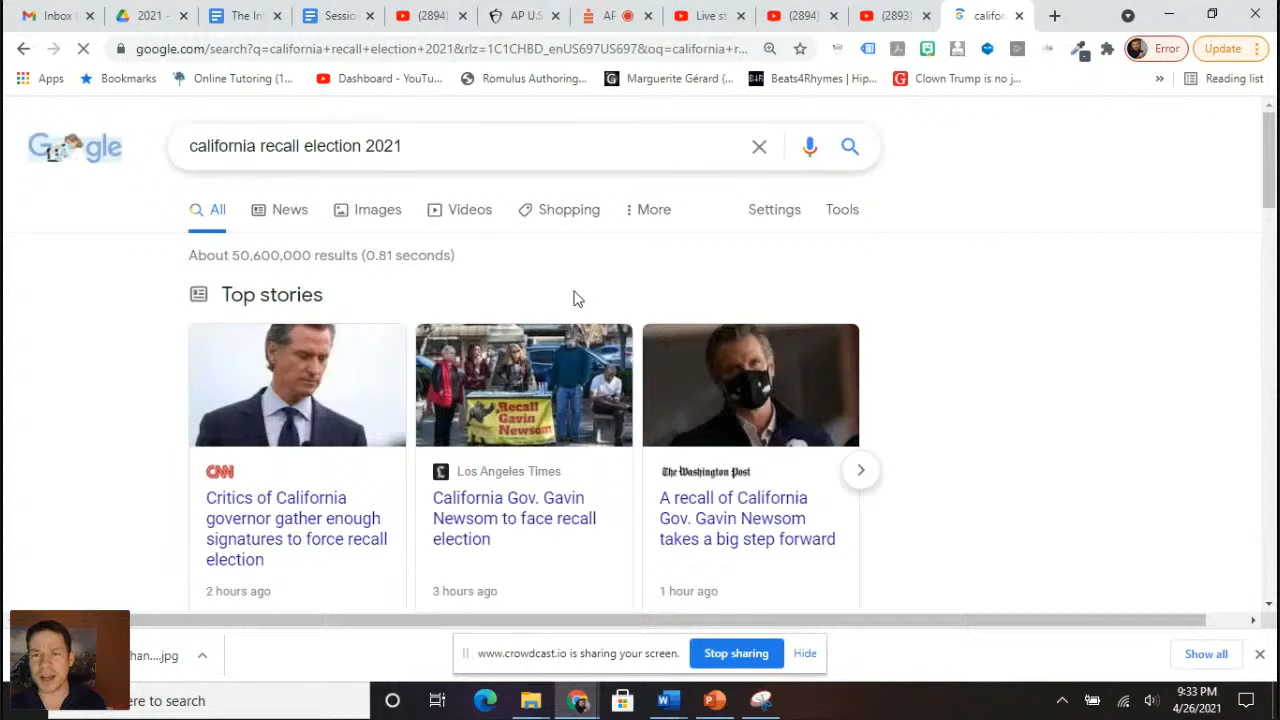 Inbox
2021 -
The I
Sessio
(2894)
AP U.S
AP
Live st
(2894
(2893)
califor
google.com/search?q=california+recall+election+2021&rlz=1C1CHBD_enUS697US697&oq=california+r...
Error
Update
Apps
Bookmarks
Online Tutoring (1...
Dashboard - YouTu...
Romulus Authoring...
Marguerite Gérard (...
Beats4Rhymes | Hip...
Clown Trump is no j...
»
Reading list
Google
california recall election 2021
All
News
Images
Videos
Shopping
More
Settings
Tools
About 50,600,000 results (0.81 seconds)
Top stories
Recall
Gavin
Newsom
CNN
Critics of California
governor gather enough
signatures to force recall
election
2 hours ago
Los Angeles Times
California Gov. Gavin
Newsom to face recall
election
3 hours ago
The Washington Post
A recall of California
Gov. Gavin Newsom
takes a big step forward
1 hour ago
han....jpg
www.crowdcast.io is sharing your screen.
Stop sharing
Hide
Show all
ere to search
9:33 PM
4/26/2021